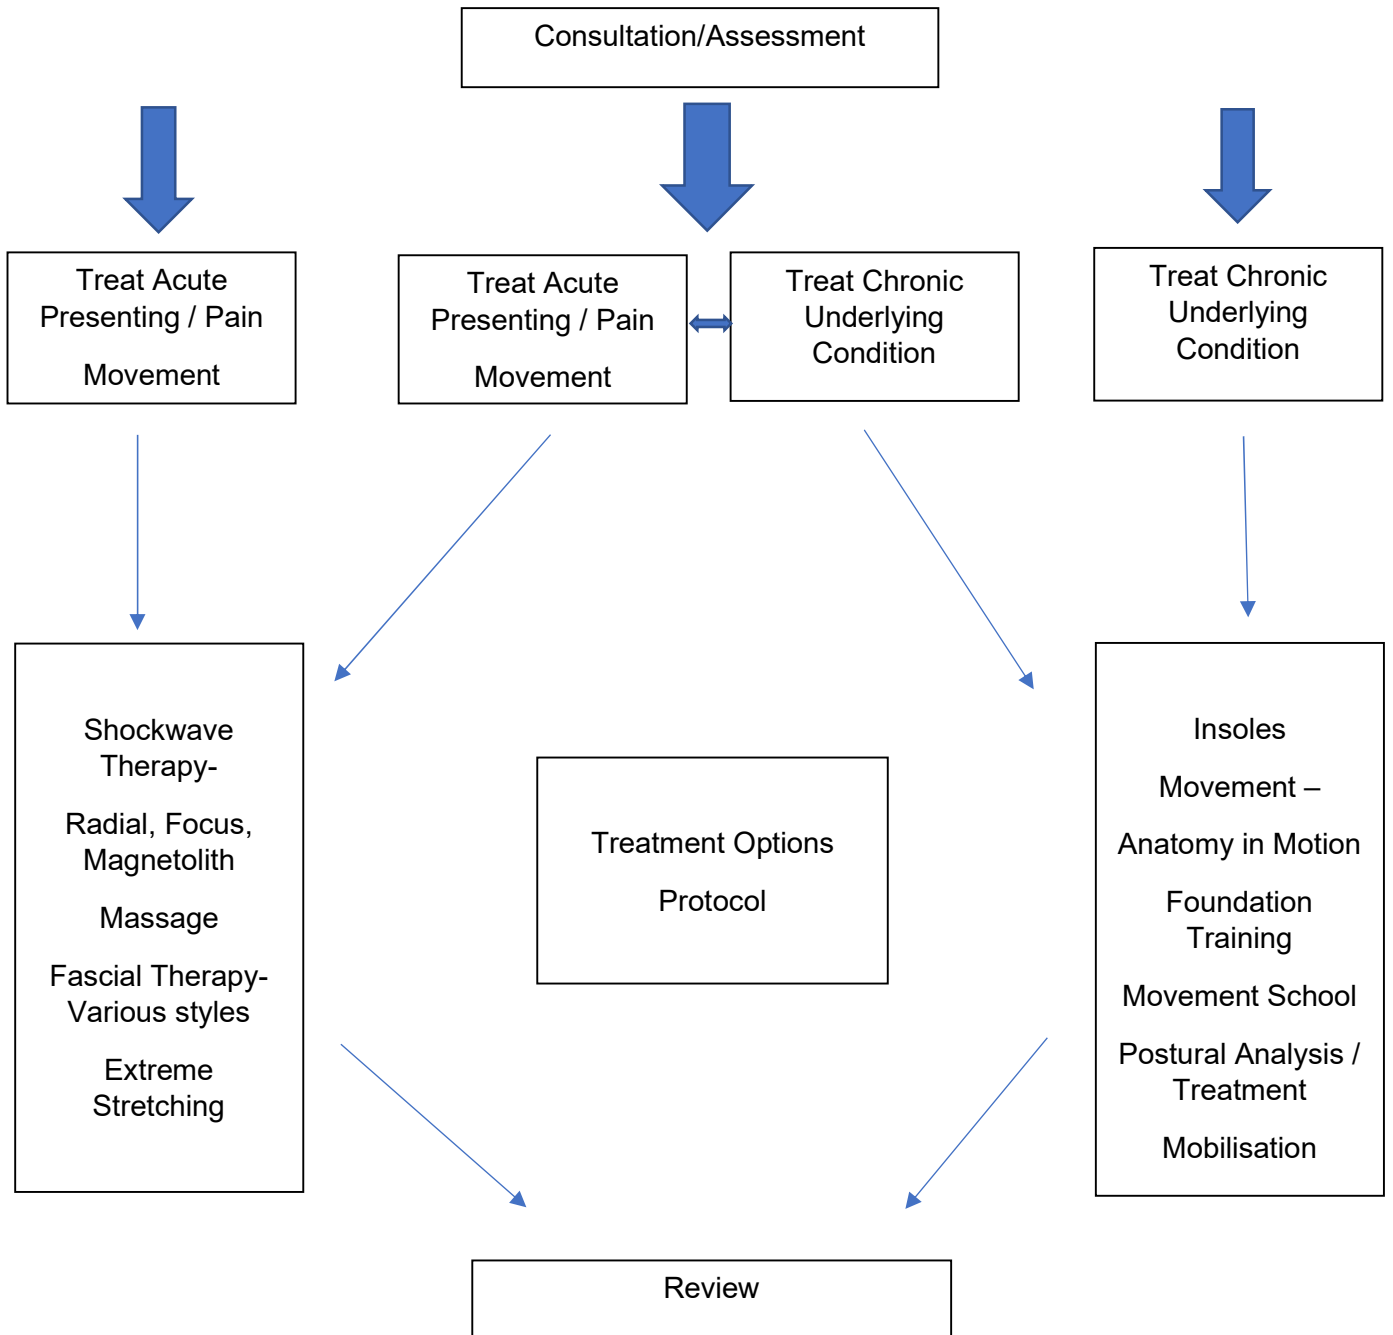 Consultation/Assessment
Treat Acute
Presenting / Pain
Movement
Treat Acute
Presenting / Pain
Movement
Treat Chronic
Underlying
Condition
Treat Chronic
Underlying
Condition
Shockwave
Therapy-
Radial, Focus,
Magnetolith
Massage
Fascial Therapy-
Various styles
Extreme
Stretching
Treatment Options
Protocol
Insoles
Movement –
Anatomy in Motion
Foundation
Training
Movement School
Postural Analysis /
Treatment
Mobilisation
Review